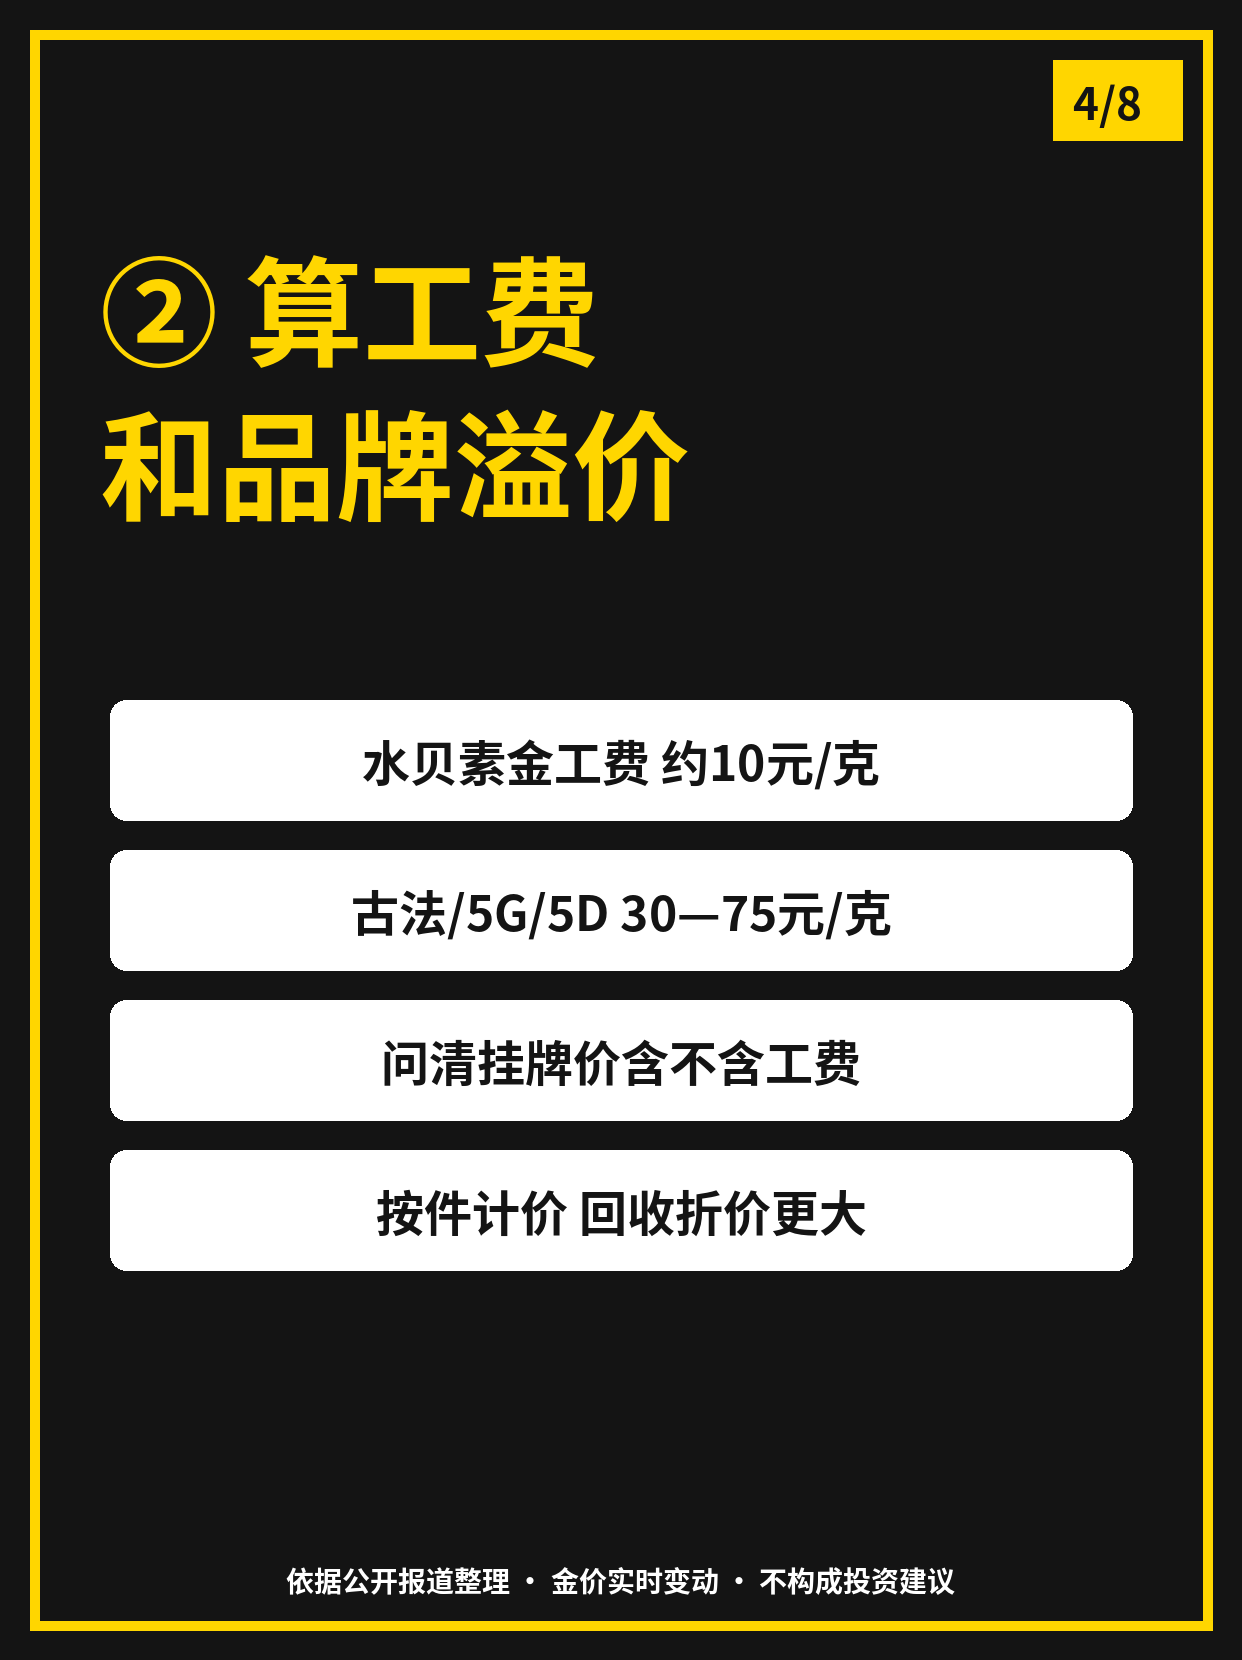 4/8
② 算工费
和品牌溢价
水贝素金工费 约10元/克
古法/5G/5D 30—75元/克
问清挂牌价含不含工费
按件计价 回收折价更大
依据公开报道整理 · 金价实时变动 · 不构成投资建议